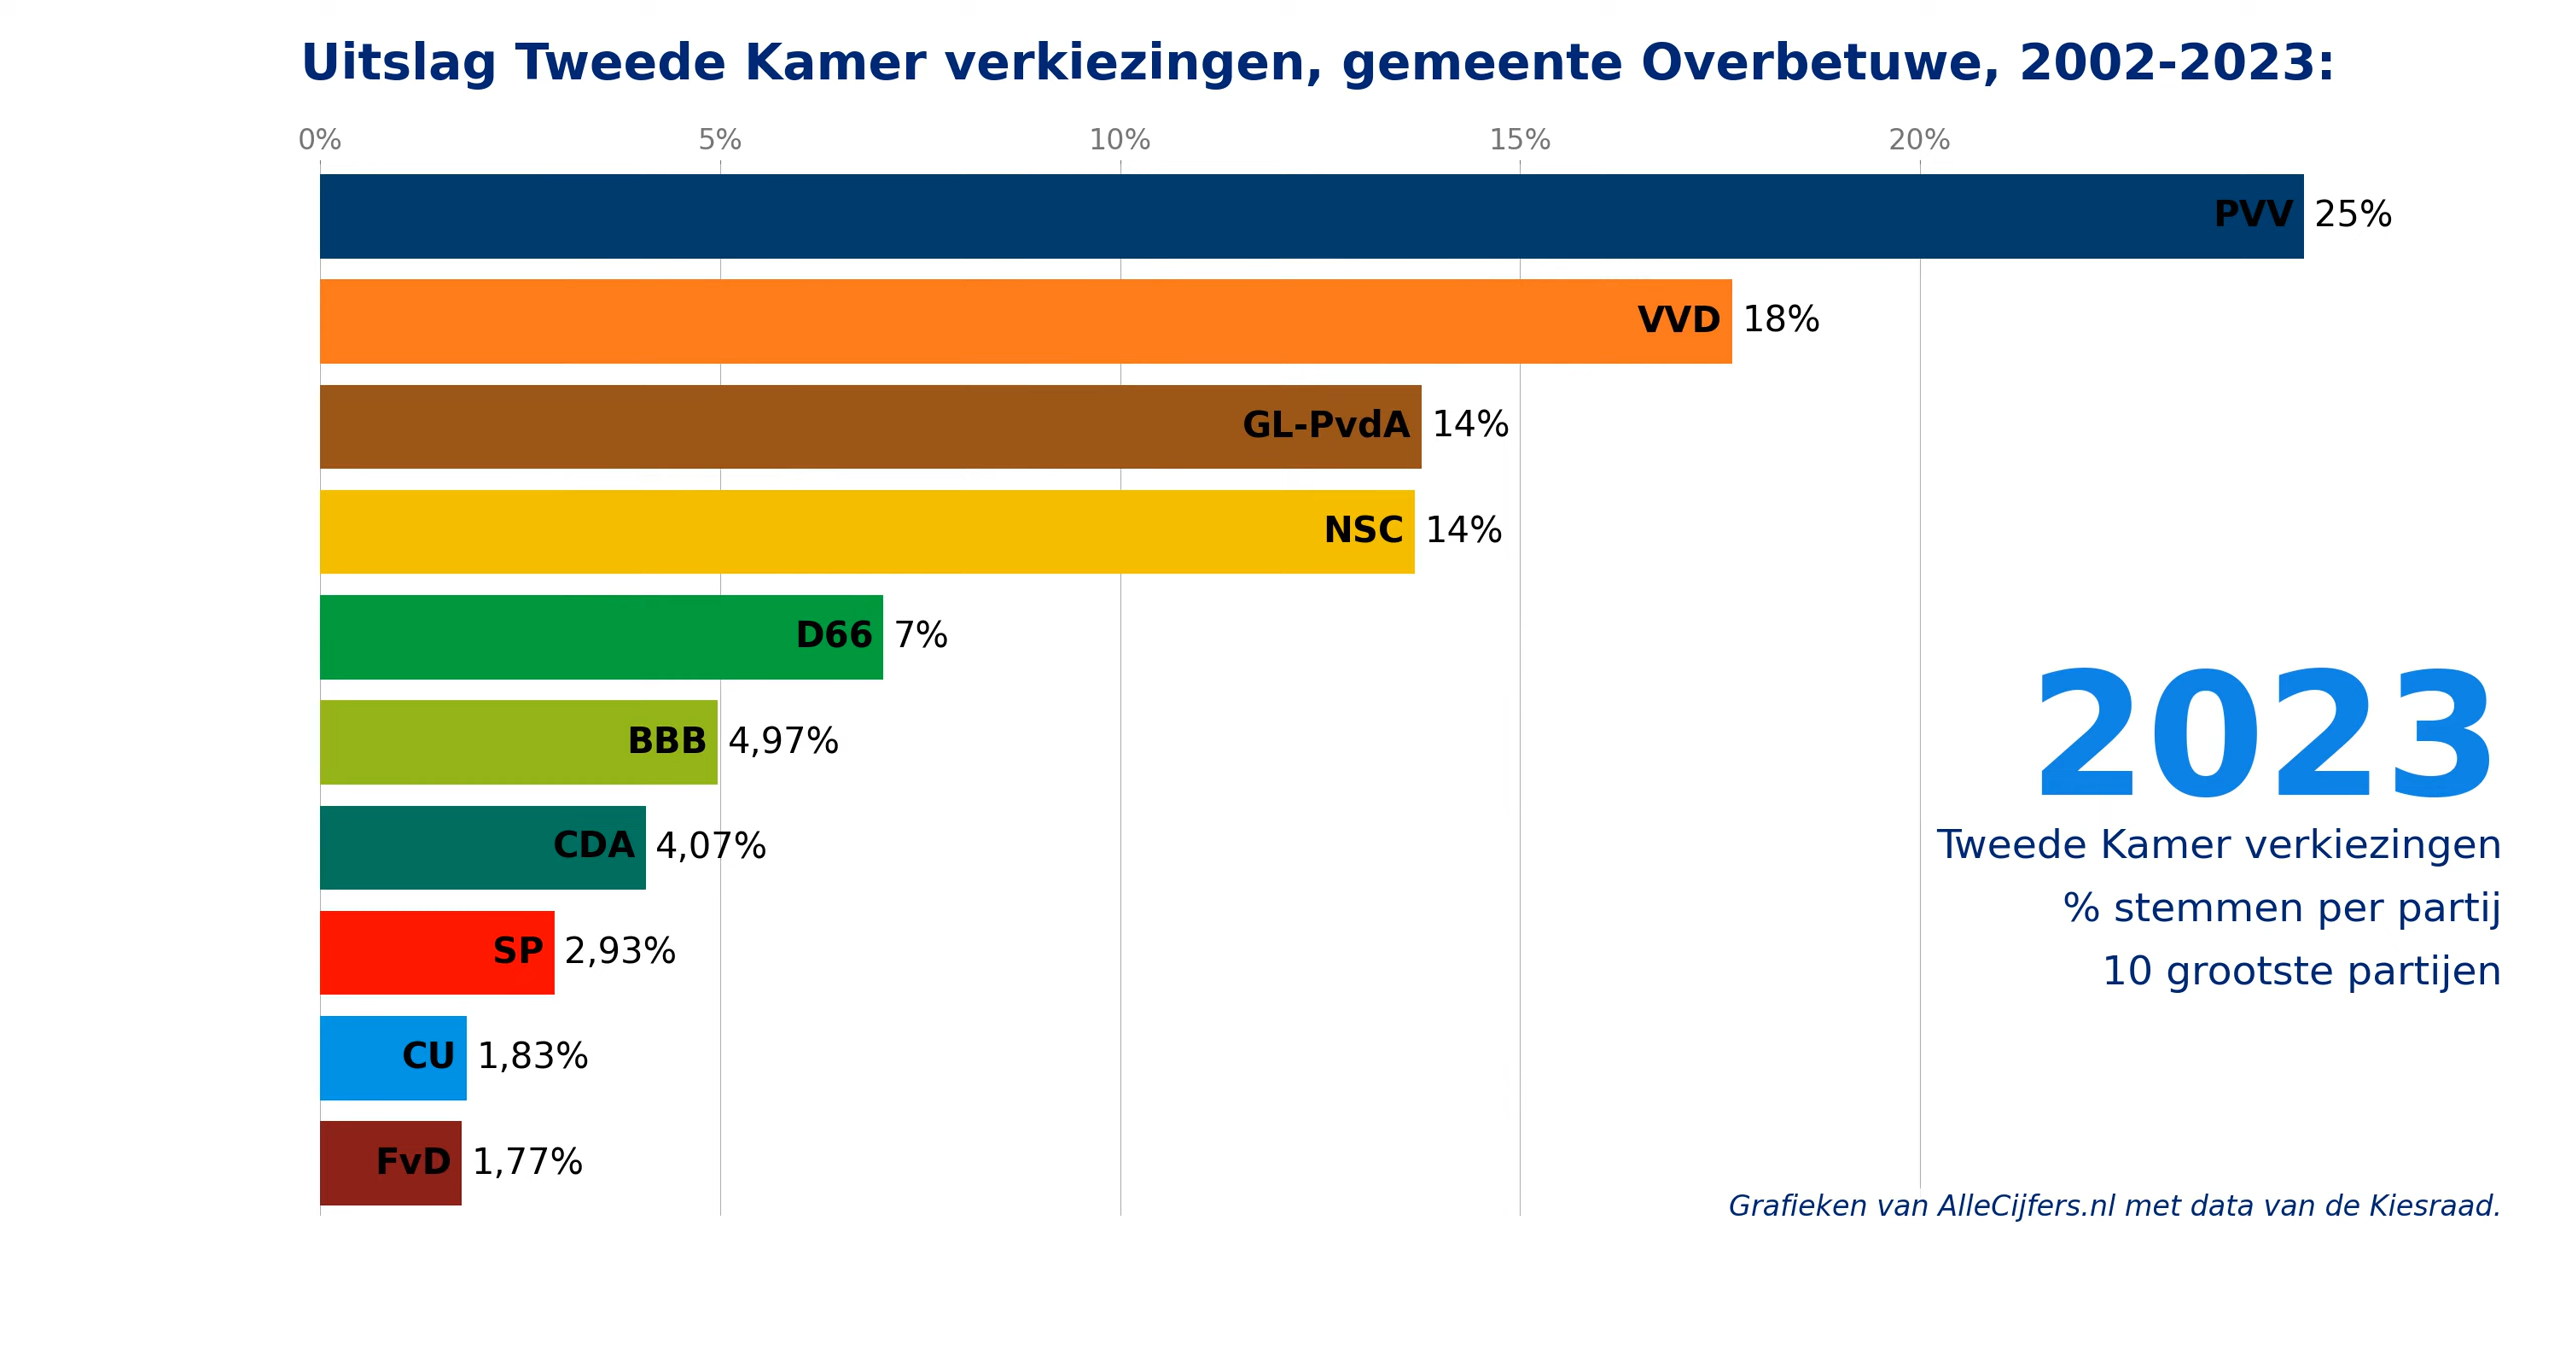 Uitslag Tweede Kamer verkiezingen, gemeente Overbetuwe, 2002-2023:
0% 5% 10% 15% 20%
PVV 25%
VVD 18%
GL-PvdA 14%
NSC 14%
D66 7%
BBB 4,97%
CDA 4,07%
SP 2,93%
CU 1,83%
FvD 1,77%
2023
Tweede Kamer verkiezingen
% stemmen per partij
10 grootste partijen
Grafieken van AlleCijfers.nl met data van de Kiesraad.